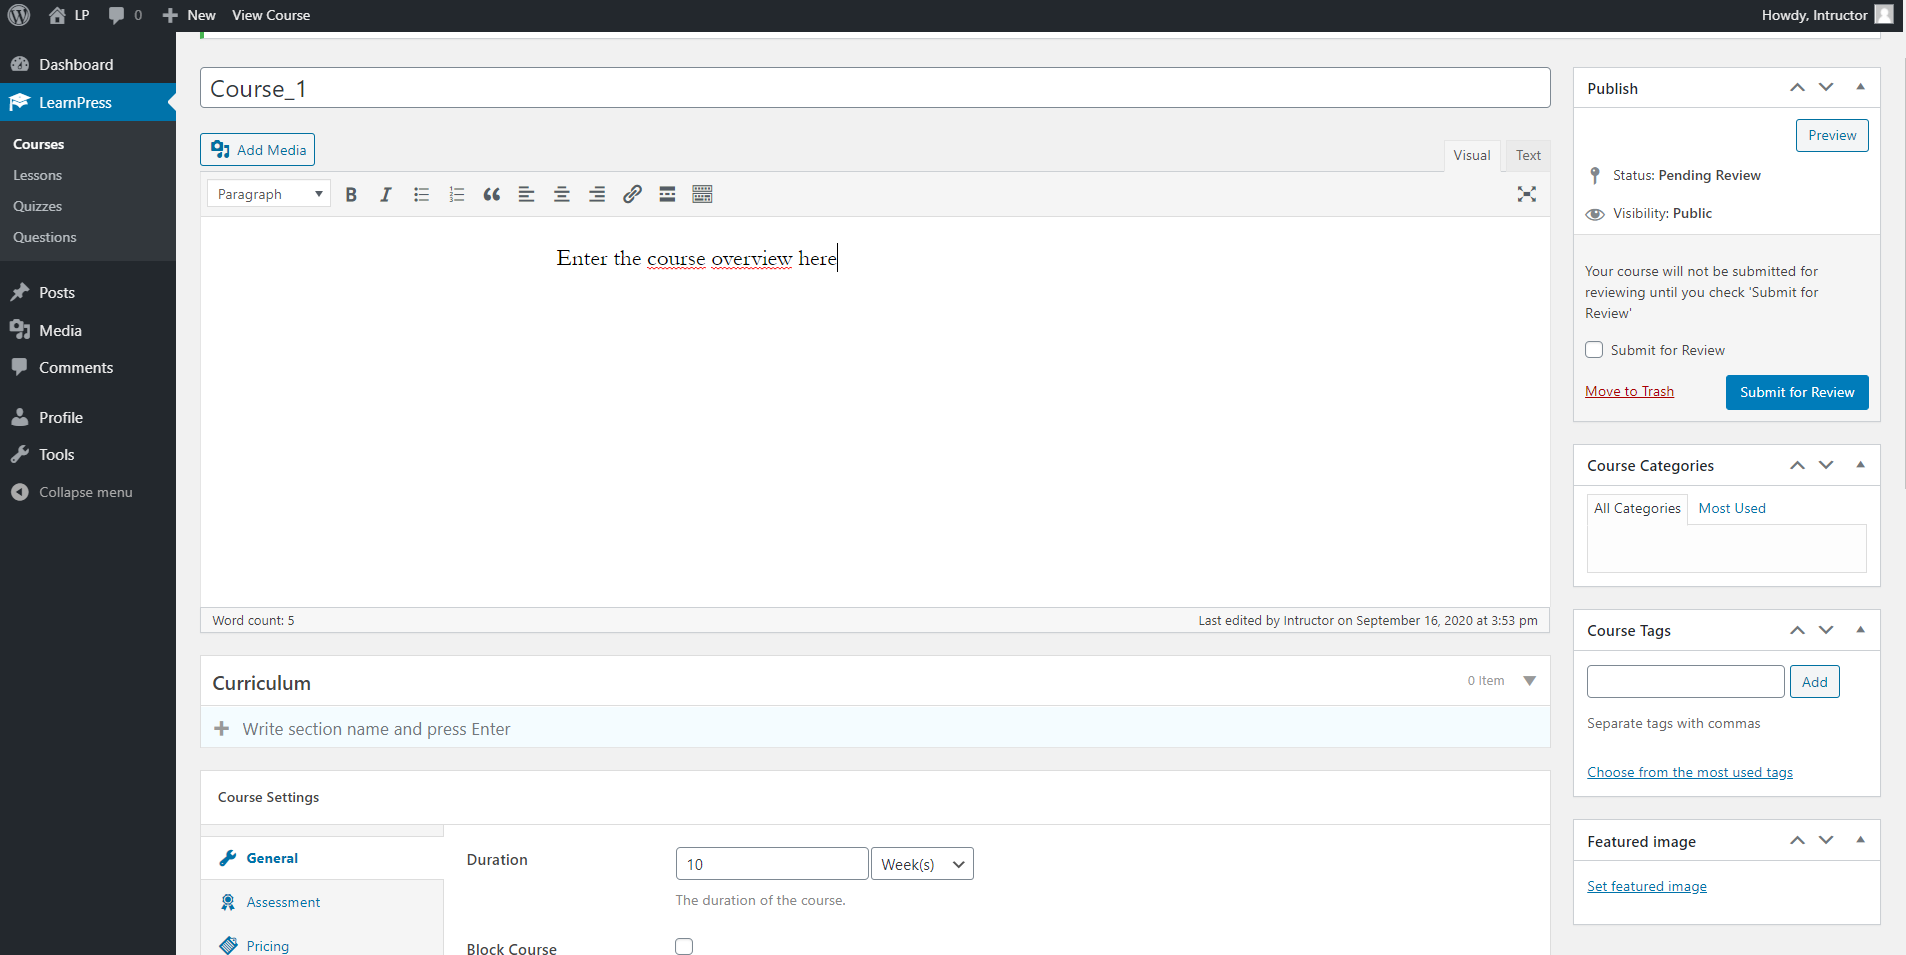 LP 0 New View Course Howdy, Intructor
Dashboard
LearnPress
Courses
Lessons
Quizzes
Questions
Posts
Media
Comments
Profile
Tools
Collapse menu
Course_1
Add Media
Visual Text
Paragraph
Enter the course overview here
Word count: 5 Last edited by Intructor on September 16, 2020 at 3:53 pm
Curriculum 0 Item
Write section name and press Enter
Course Settings
General
Assessment
Pricing
Duration 10 Week(s)
The duration of the course.
Block Course
Publish
Preview
Status: Pending Review
Visibility: Public
Your course will not be submitted for
reviewing until you check 'Submit for
Review'
Submit for Review
Move to Trash Submit for Review
Course Categories
All Categories Most Used
Course Tags
Add
Separate tags with commas
Choose from the most used tags
Featured image
Set featured image